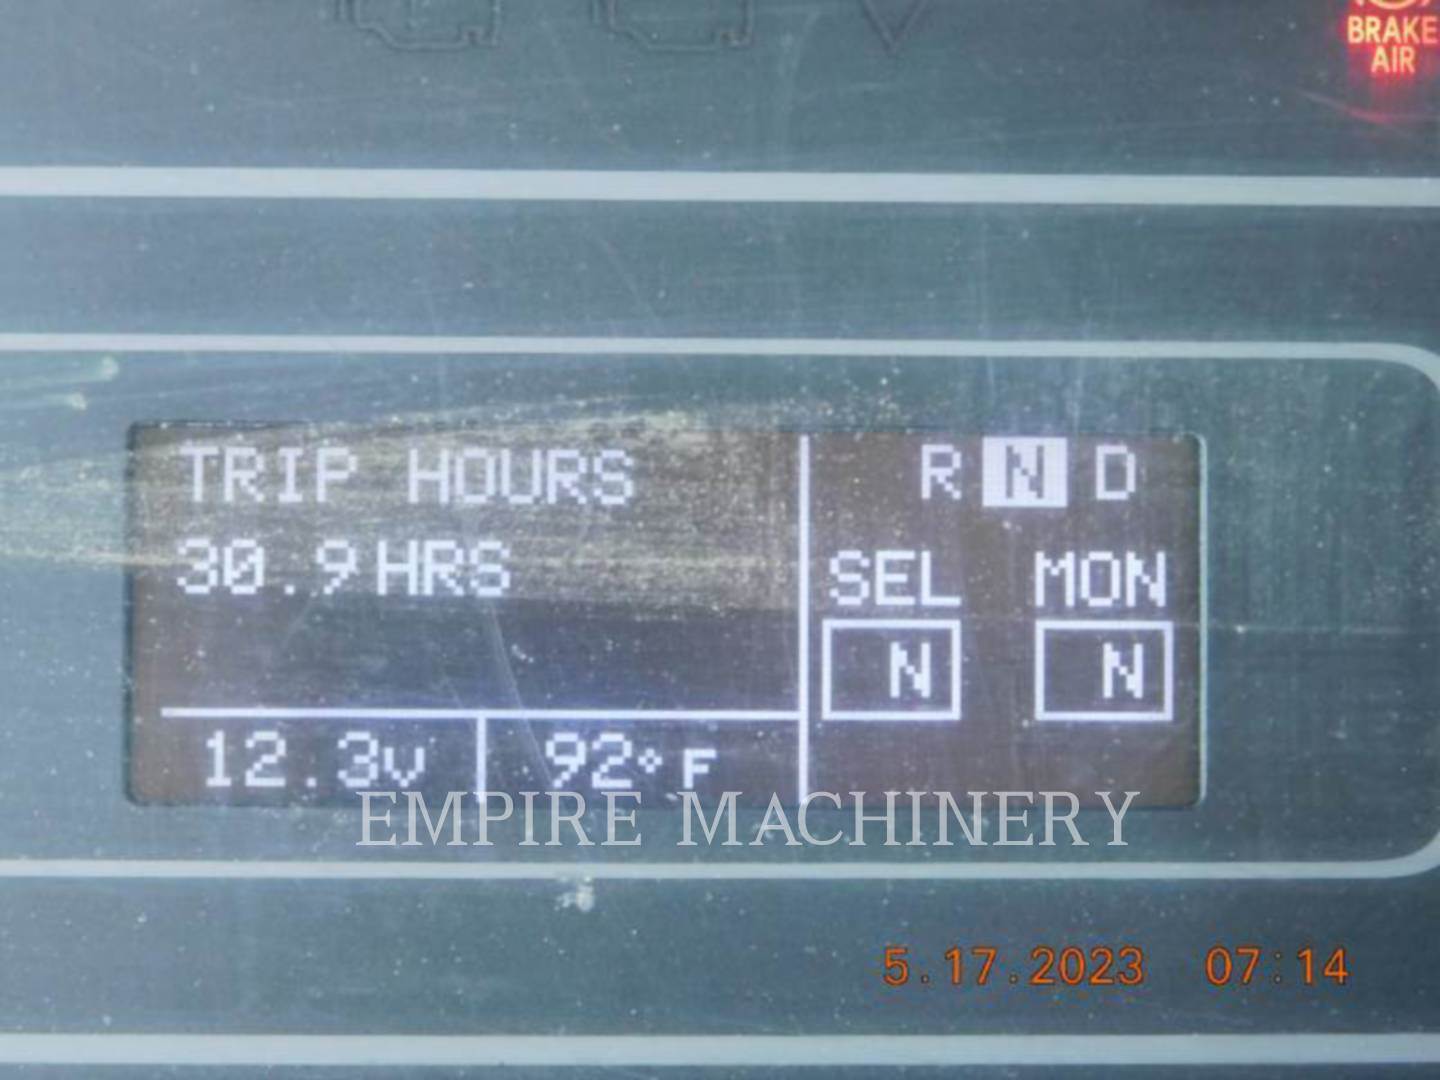 BRAKE
AIR
TRIP HOURS
30.9 HRS
R N D
SEL MON
N N
12.3v 92°F
EMPIRE MACHINERY
5.17.2023 07:14